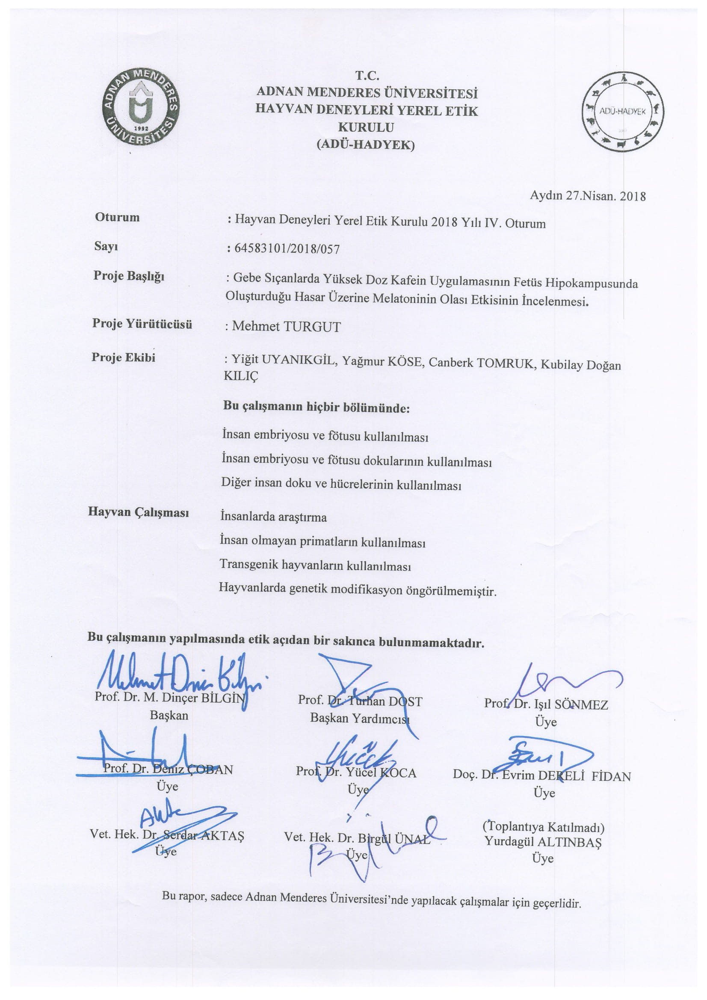 ADNAN MENDERES ÜNİVERSİTESİ
1992
T.C.
ADNAN MENDERES ÜNİVERSİTESİ
HAYVAN DENEYLERİ YEREL ETİK
KURULU
(ADÜ-HADYEK)
ADÜ-HADYEK
Aydın 27.Nisan. 2018
Oturum : Hayvan Deneyleri Yerel Etik Kurulu 2018 Yılı IV. Oturum
Sayı : 64583101/2018/057
Proje Başlığı : Gebe Sıçanlarda Yüksek Doz Kafein Uygulamasının Fetüs Hipokampusunda
Oluşturduğu Hasar Üzerine Melatoninin Olası Etkisinin İncelenmesi.
Proje Yürütücüsü : Mehmet TURGUT
Proje Ekibi : Yiğit UYANIKGİL, Yağmur KÖSE, Canberk TOMRUK, Kubilay Doğan
KILIÇ
Bu çalışmanın hiçbir bölümünde:
İnsan embriyosu ve fötusu kullanılması
İnsan embriyosu ve fötusu dokularının kullanılması
Diğer insan doku ve hücrelerinin kullanılması
Hayvan Çalışması İnsanlarda araştırma
İnsan olmayan primatların kullanılması
Transgenik hayvanların kullanılması
Hayvanlarda genetik modifikasyon öngörülmemiştir.
Bu çalışmanın yapılmasında etik açıdan bir sakınca bulunmamaktadır.
Prof. Dr. M. Dinçer BİLGİN Prof. Dr. Turhan DOST Prof. Dr. Işıl SÖNMEZ
Başkan Başkan Yardımcısı Üye
Prof. Dr. Deniz ÇOBAN Prof. Dr. Yücel KOCA Doç. Dr. Evrim DERELİ FİDAN
Üye Üye Üye
(Toplantıya Katılmadı)
Vet. Hek. Dr. Serdar AKTAŞ Vet. Hek. Dr. Birgül ÜNAL Yurdagül ALTINBAŞ
Üye Üye Üye
Bu rapor, sadece Adnan Menderes Üniversitesi'nde yapılacak çalışmalar için geçerlidir.